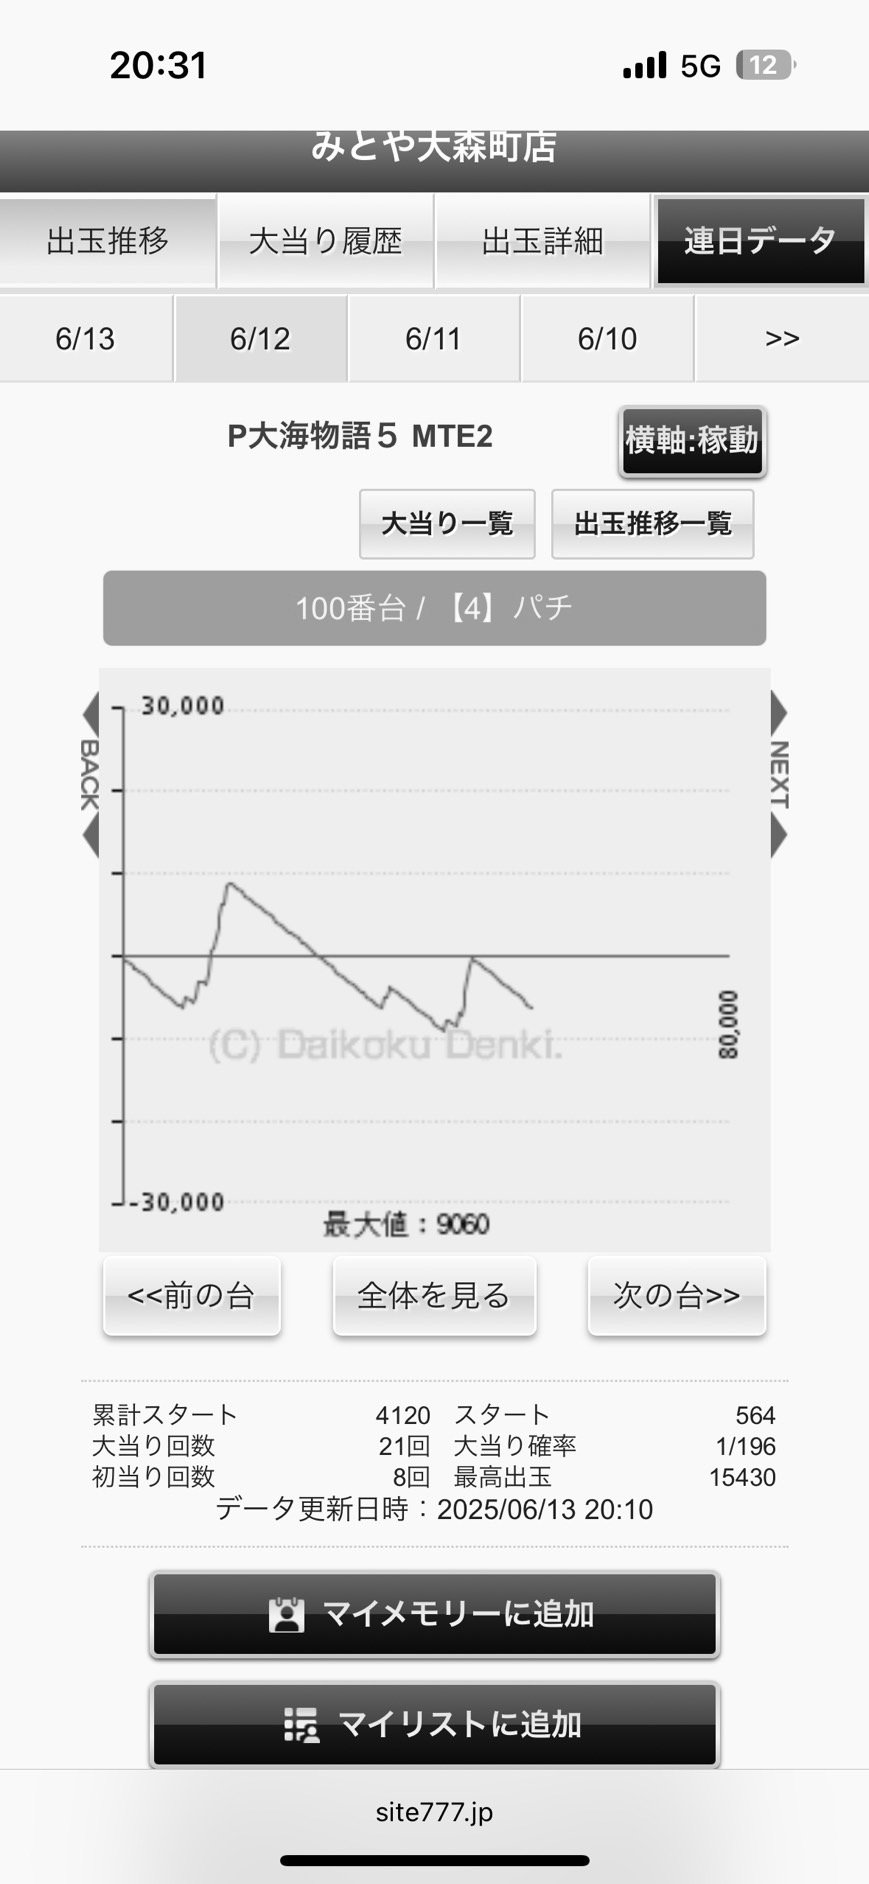 20:31
5G 12
みとや大森町店
出玉推移 大当り履歴 出玉詳細 連日データ
6/13 6/12 6/11 6/10 >>
P大海物語５ MTE2
横軸:稼動
大当り一覧 出玉推移一覧
100番台 / 【4】パチ
30,000
BACK
NEXT
80,000
(C) Daikoku Denki.
-30,000
最大値：9060
<<前の台 全体を見る 次の台>>
累計スタート 4120 スタート 564
大当り回数 21回 大当り確率 1/196
初当り回数 8回 最高出玉 15430
データ更新日時：2025/06/13 20:10
マイメモリーに追加
マイリストに追加
site777.jp